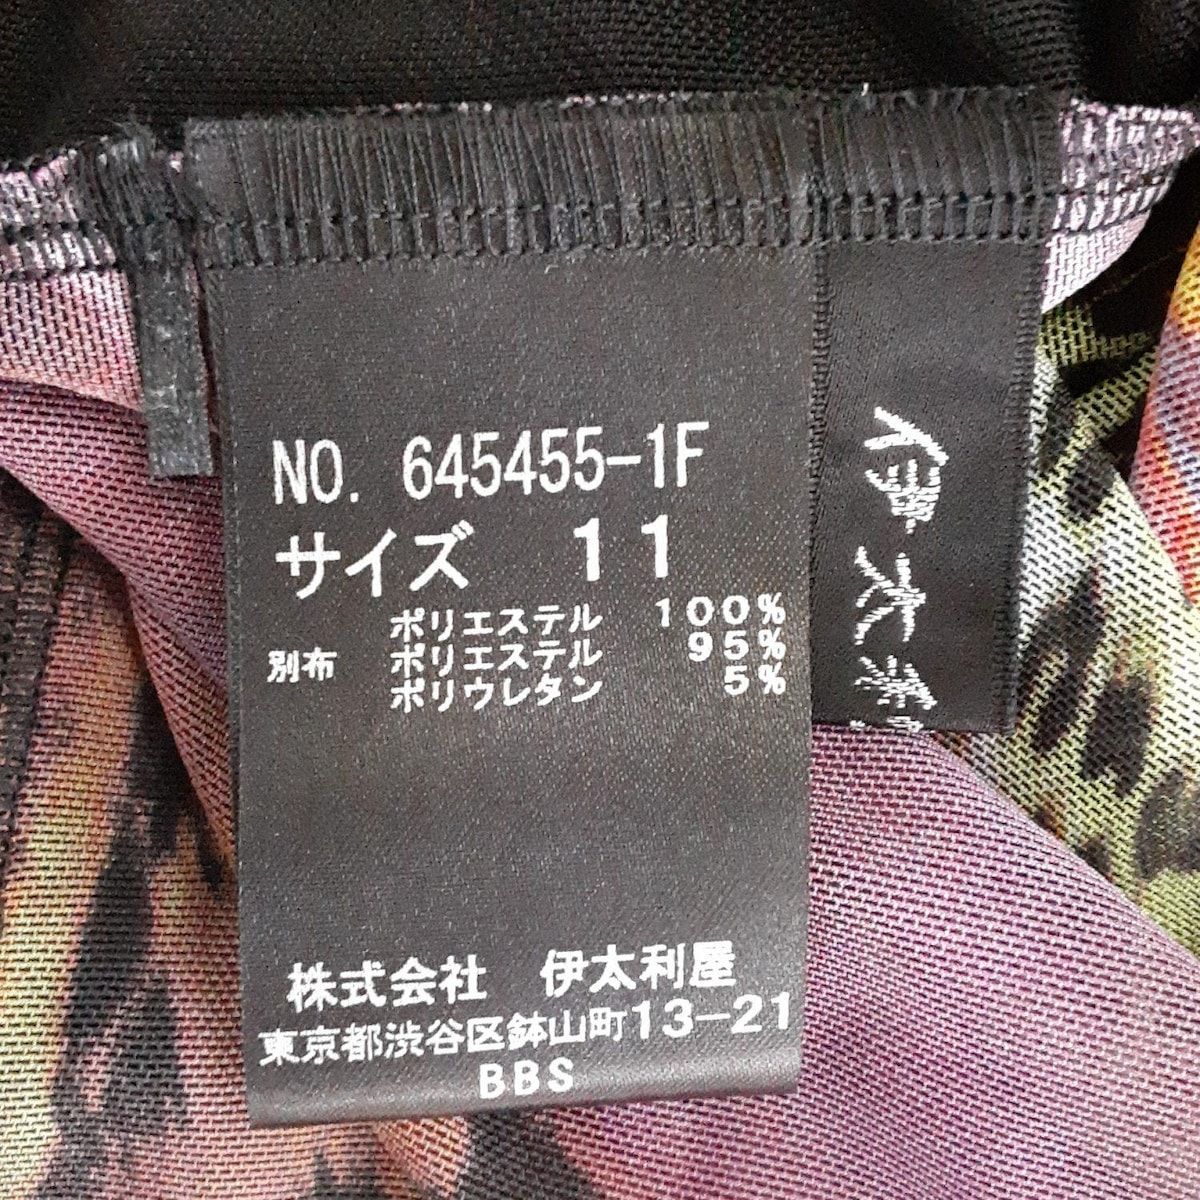 NO. 645455-1F
サイズ 11
ポリエステル 100%
別布 ポリエステル 95%
ポリウレタン 5%
株式会社 伊太利屋
東京都渋谷区鉢山町13-21
BBS
伊太